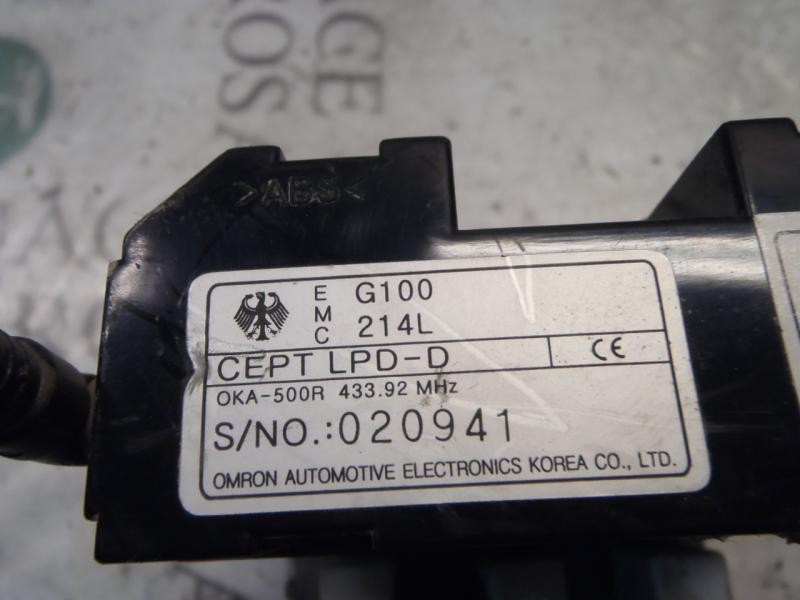 >ABS<
E M C G100
214L
CEPT LPD-D CE
OKA-500R 433.92 MHz
S/NO.:020941
OMRON AUTOMOTIVE ELECTRONICS KOREA CO., LTD.